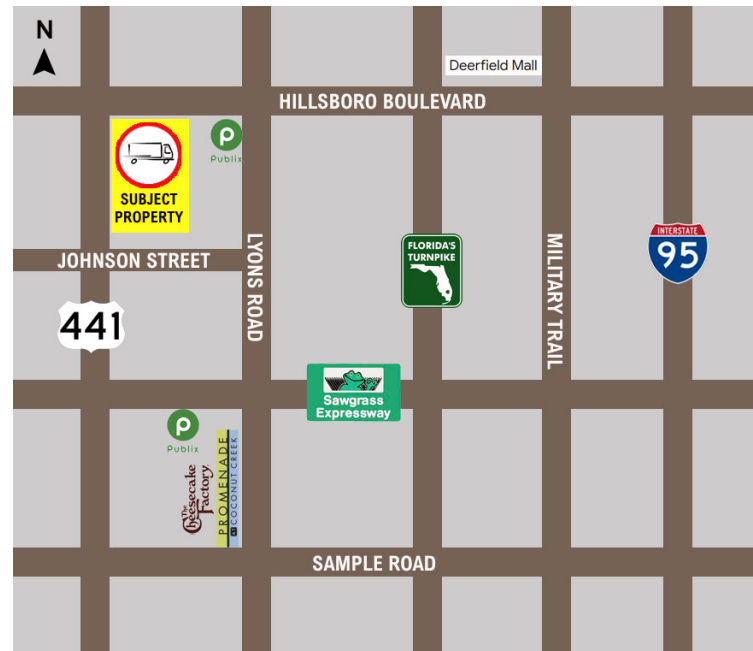 N
Deerfield Mall
HILLSBORO BOULEVARD
Publix
SUBJECT
PROPERTY
JOHNSON STREET
LYONS ROAD
FLORIDA'S
TURNPIKE
MILITARY TRAIL
INTERSTATE
95
441
Sawgrass
Expressway
Publix
The
Cheesecake
Factory
PROMENADE
COCONUT CREEK
SAMPLE ROAD